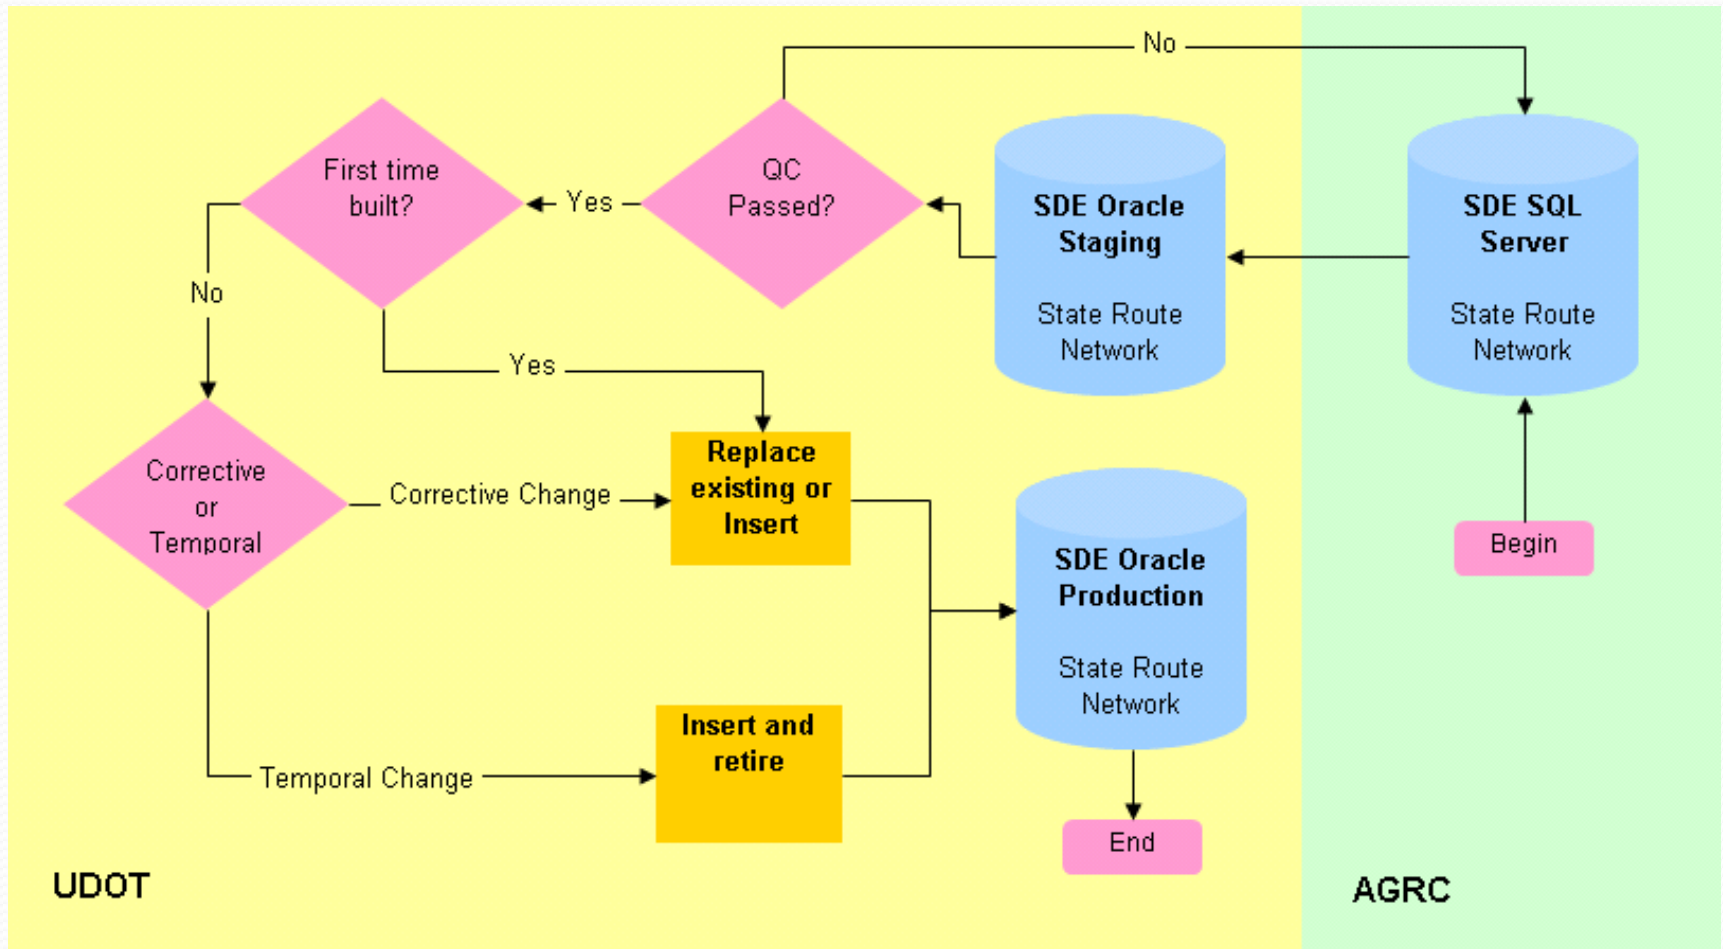 No
First time
built?
Yes
QC
Passed?
SDE Oracle
Staging
State Route
Network
SDE SQL
Server
State Route
Network
No
Yes
Corrective
or
Temporal
Corrective Change
Replace
existing or
Insert
SDE Oracle
Production
State Route
Network
Begin
Temporal Change
Insert and
retire
End
UDOT
AGRC